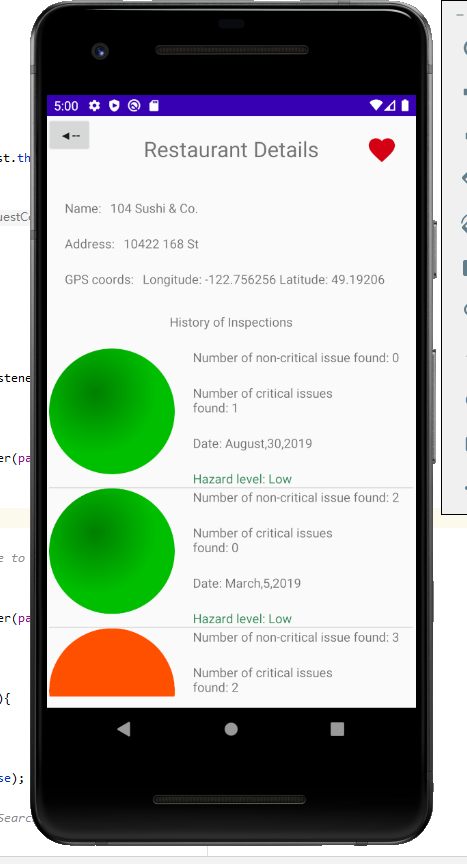 5:00
◄--
Restaurant Details
Name: 104 Sushi & Co.
Address: 10422 168 St
GPS coords: Longitude: -122.756256 Latitude: 49.19206
History of Inspections
Number of non-critical issue found: 0
Number of critical issues
found: 1
Date: August,30,2019
Hazard level: Low
Number of non-critical issue found: 2
Number of critical issues
found: 0
Date: March,5,2019
Hazard level: Low
Number of non-critical issue found: 3
Number of critical issues
found: 2
st.th
uestCo
stene
er(pa
e to
er(pa
){
se);
Sear